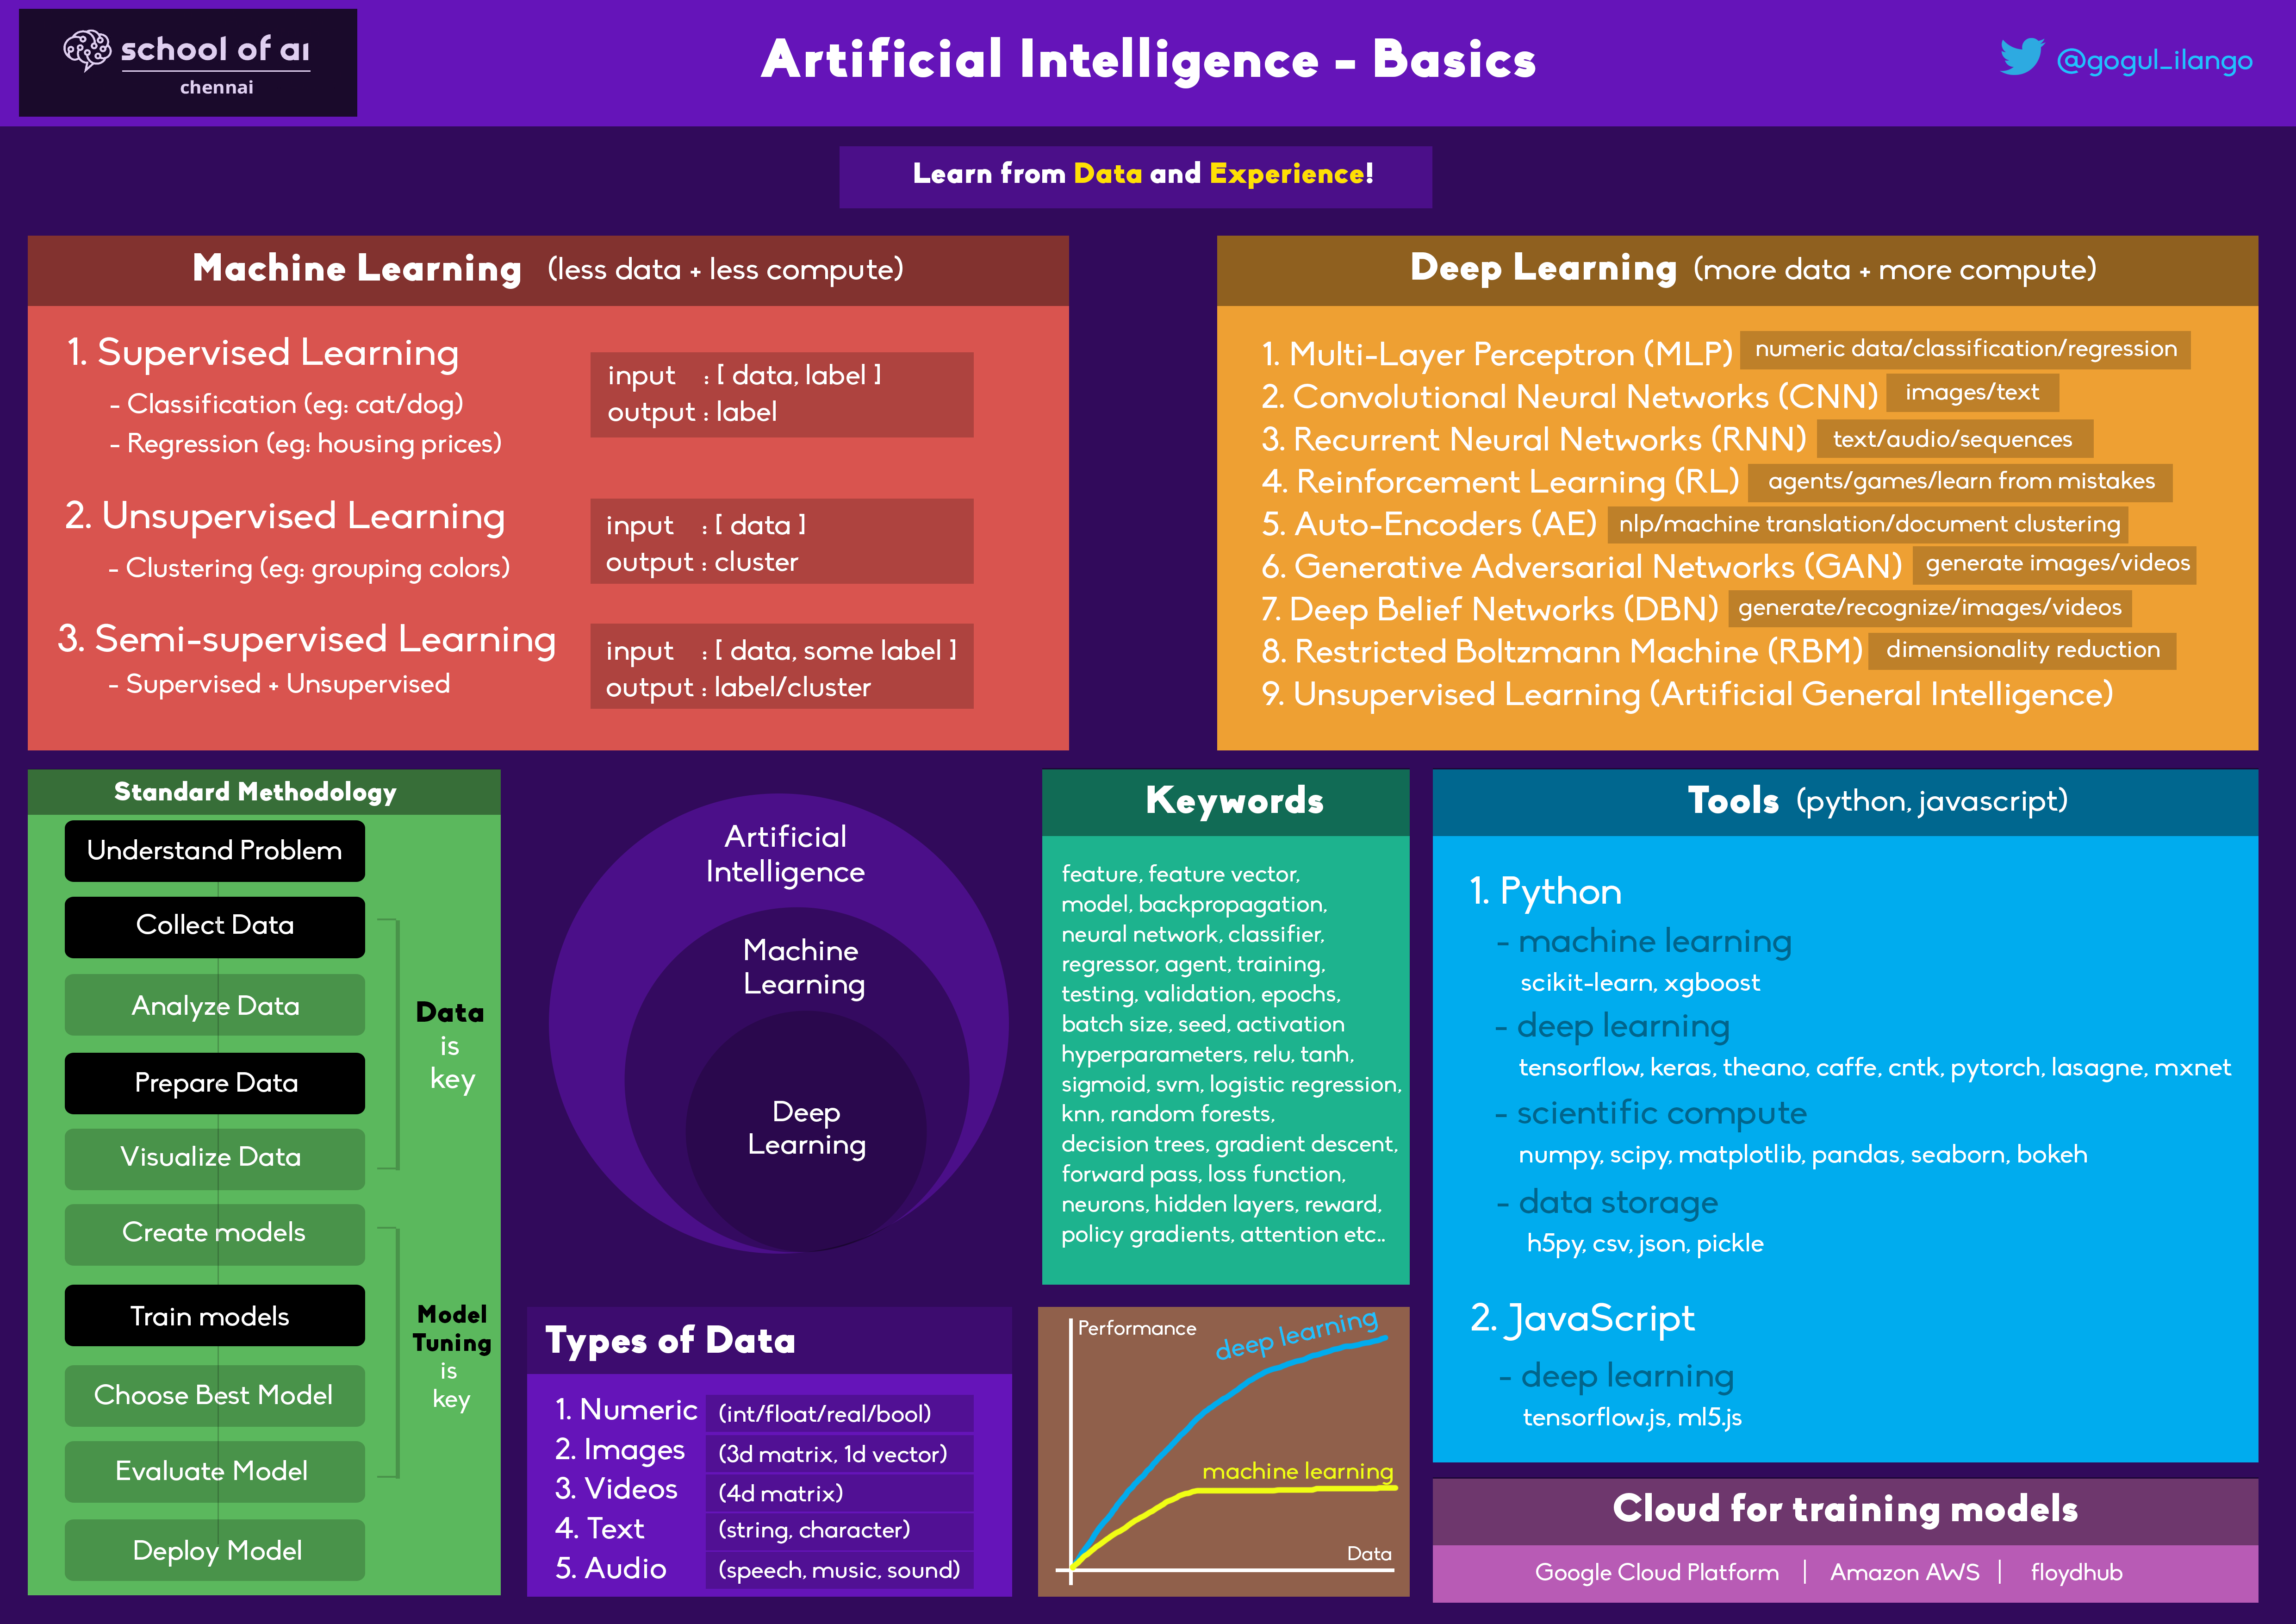 school of ai
chennai
Artificial Intelligence - Basics
@gogul_ilango
Learn from Data and Experience!
Machine Learning (less data + less compute)
1. Supervised Learning
- Classification (eg: cat/dog)
- Regression (eg: housing prices)
input : [ data, label ]
output : label
2. Unsupervised Learning
- Clustering (eg: grouping colors)
input : [ data ]
output : cluster
3. Semi-supervised Learning
- Supervised + Unsupervised
input : [ data, some label ]
output : label/cluster
Deep Learning (more data + more compute)
1. Multi-Layer Perceptron (MLP) numeric data/classification/regression
2. Convolutional Neural Networks (CNN) images/text
3. Recurrent Neural Networks (RNN) text/audio/sequences
4. Reinforcement Learning (RL) agents/games/learn from mistakes
5. Auto-Encoders (AE) nlp/machine translation/document clustering
6. Generative Adversarial Networks (GAN) generate images/videos
7. Deep Belief Networks (DBN) generate/recognize/images/videos
8. Restricted Boltzmann Machine (RBM) dimensionality reduction
9. Unsupervised Learning (Artificial General Intelligence)
Standard Methodology
Understand Problem
Collect Data
Analyze Data
Prepare Data
Visualize Data
Data
is
key
Create models
Train models
Choose Best Model
Evaluate Model
Deploy Model
Model
Tuning
is
key
Artificial
Intelligence
Machine
Learning
Deep
Learning
Types of Data
1. Numeric (int/float/real/bool)
2. Images (3d matrix, 1d vector)
3. Videos (4d matrix)
4. Text (string, character)
5. Audio (speech, music, sound)
Keywords
feature, feature vector,
model, backpropagation,
neural network, classifier,
regressor, agent, training,
testing, validation, epochs,
batch size, seed, activation
hyperparameters, relu, tanh,
sigmoid, svm, logistic regression,
knn, random forests,
decision trees, gradient descent,
forward pass, loss function,
neurons, hidden layers, reward,
policy gradients, attention etc..
Performance
deep learning
machine learning
Data
Tools (python, javascript)
1. Python
- machine learning
scikit-learn, xgboost
- deep learning
tensorflow, keras, theano, caffe, cntk, pytorch, lasagne, mxnet
- scientific compute
numpy, scipy, matplotlib, pandas, seaborn, bokeh
- data storage
h5py, csv, json, pickle
2. JavaScript
- deep learning
tensorflow.js, ml5.js
Cloud for training models
Google Cloud Platform | Amazon AWS | floydhub